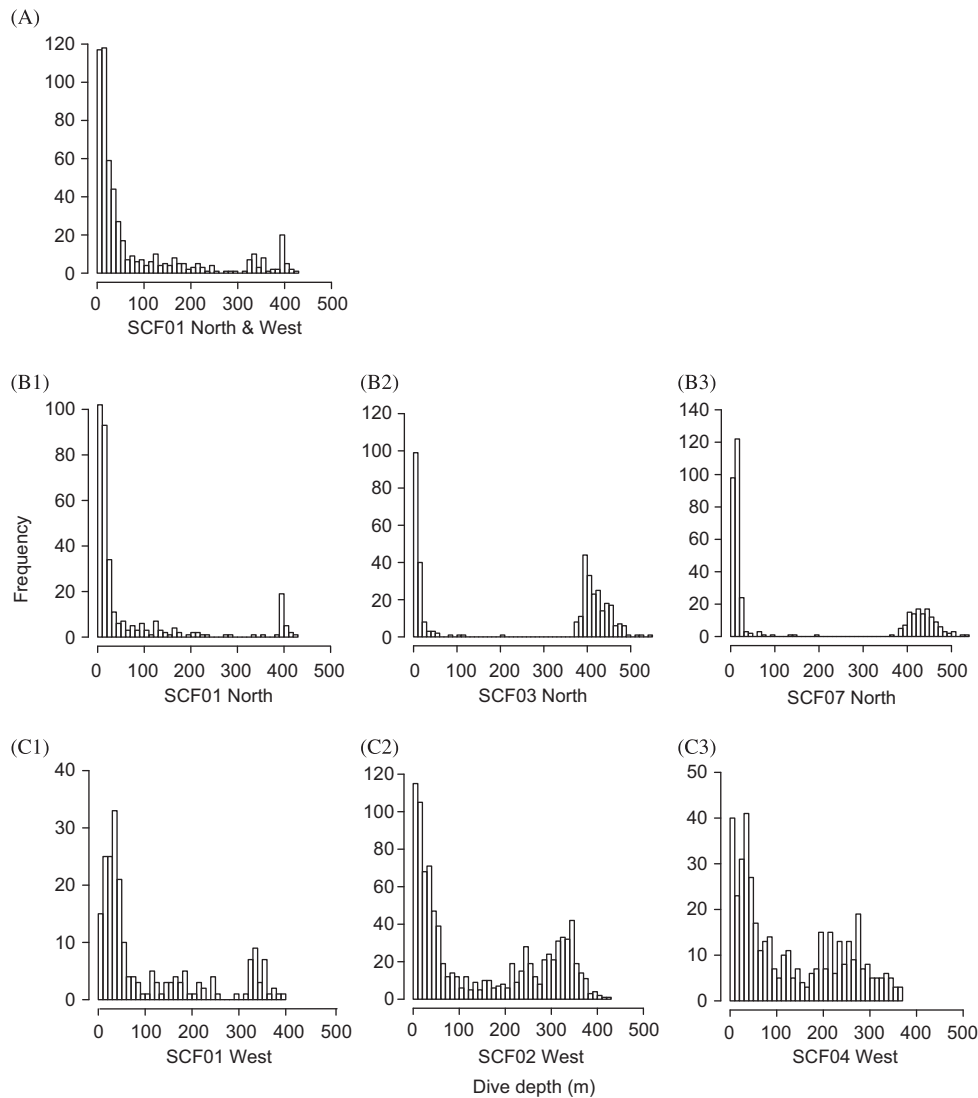 (A)
120
100
80
60
40
20
0
0 100 200 300 400 500
SCF01 North & West
(B1) (B2) (B3)
Frequency
100
80
60
40
20
0
0 100 200 300 400 500
SCF01 North
120
100
80
60
40
20
0
0 100 200 300 400 500
SCF03 North
140
120
100
80
60
40
20
0
0 100 200 300 400 500
SCF07 North
(C1) (C2) (C3)
40
30
20
10
0
0 100 200 300 400 500
SCF01 West
120
100
80
60
40
20
0
0 100 200 300 400 500
SCF02 West
50
40
30
20
10
0
0 100 200 300 400 500
SCF04 West
Dive depth (m)